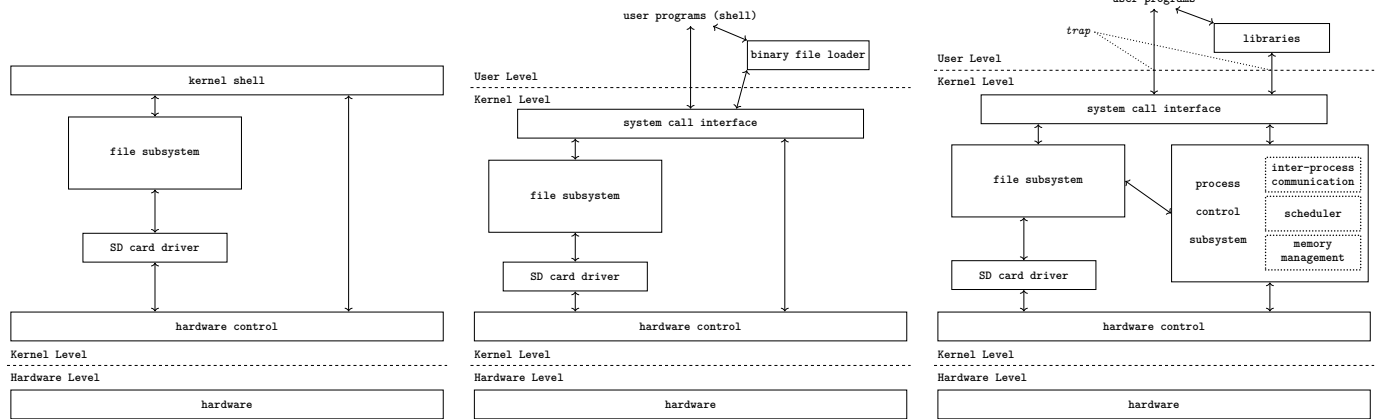 kernel shell
file subsystem
SD card driver
hardware control
Kernel Level
Hardware Level
hardware
user programs (shell)
binary file loader
User Level
Kernel Level
system call interface
file subsystem
SD card driver
hardware control
Kernel Level
Hardware Level
hardware
user programs
trap
libraries
User Level
Kernel Level
system call interface
file subsystem
process
control
subsystem
inter-process
communication
scheduler
memory
management
SD card driver
hardware control
Kernel Level
Hardware Level
hardware